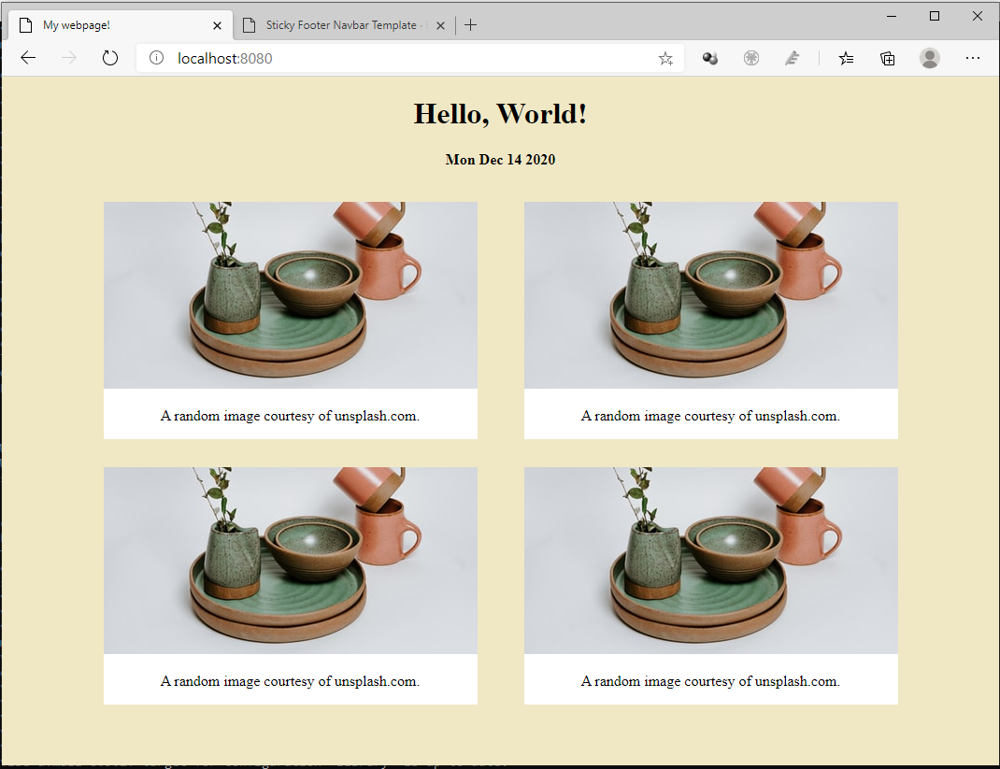 My webpage!
Sticky Footer Navbar Template ·
localhost:8080
Hello, World!
Mon Dec 14 2020
A random image courtesy of unsplash.com.
A random image courtesy of unsplash.com.
A random image courtesy of unsplash.com.
A random image courtesy of unsplash.com.